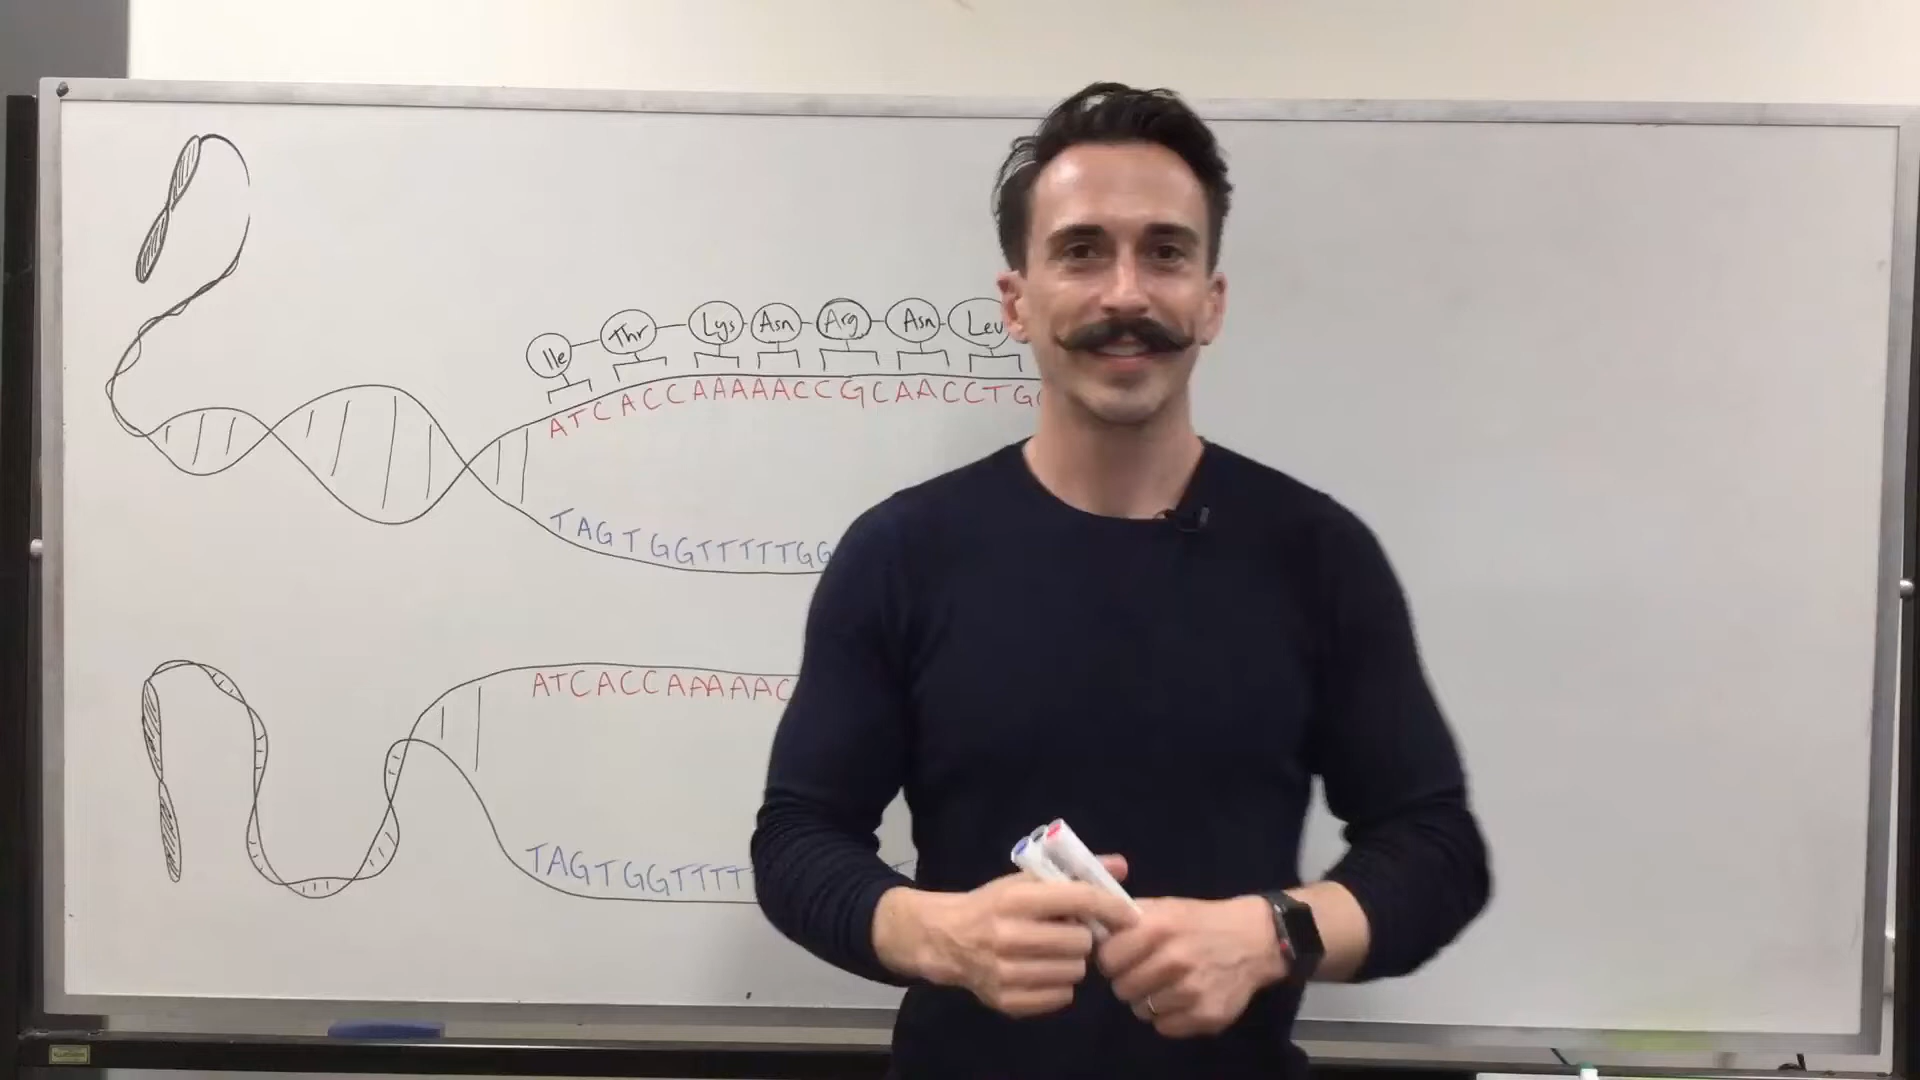 Ile Thr Lys Asn Arg Asn Leu
ATCACCAAAAACCGCAACCTG
TAGTGGTTTTTGG
ATCACCAAAAAC
TAGTGGTTTT